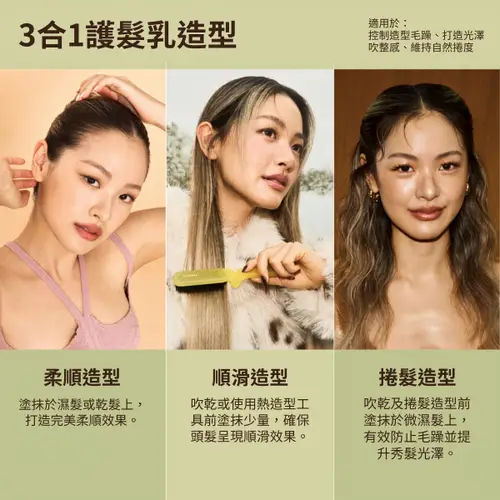 3合1護髮乳造型
適用於：
控制造型毛躁、打造光澤
吹整感、維持自然捲度
柔順造型
塗抹於濕髮或乾髮上，
打造完美柔順效果。
順滑造型
吹乾或使用熱造型工
具前塗抹少量，確保
頭髮呈現順滑效果。
捲髮造型
吹乾及捲髮造型前
塗抹於微濕髮上，
有效防止毛躁並提
升秀髮光澤。